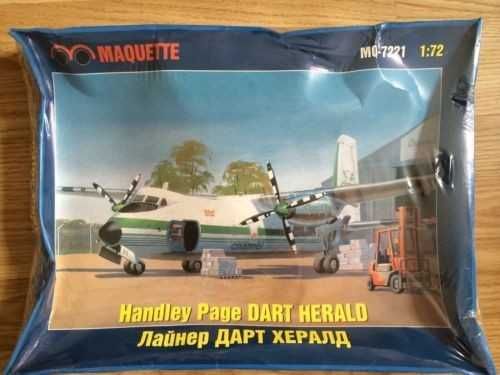 MAQUETTE MQ-7221 1:72
Handley Page DART HERALD
Лайнер ДАРТ ХЕРАЛД